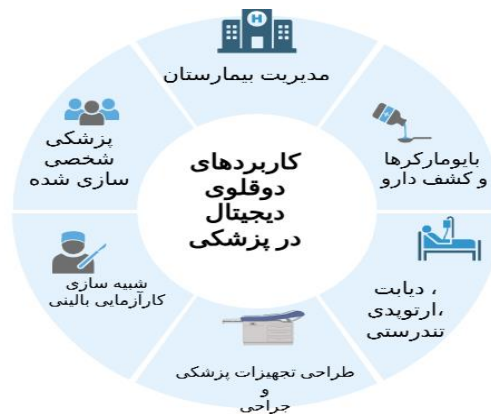 کاربردهای
دوقلوی
دیجیتال
در پزشکی
مدیریت بیمارستان
بایومارکرها
و کشف دارو
دیابت ،
ارتوپدی،
تندرستی
طراحی تجهیزات پزشکی
و
جراحی
شبیه سازی
کارآزمایی بالینی
پزشکی
شخصی
سازی شده
H